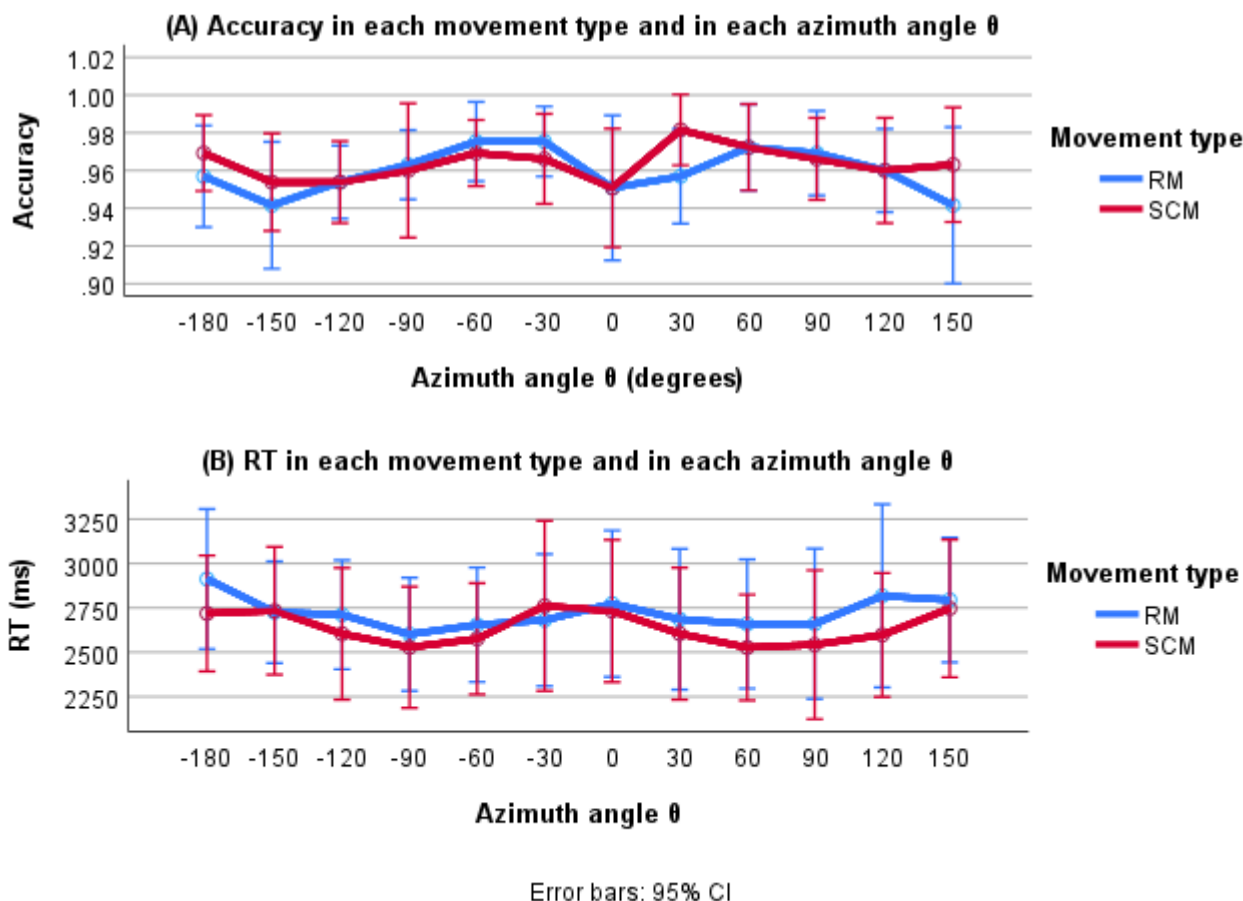 (A) Accuracy in each movement type and in each azimuth angle θ
1.02
1.00
.98
.96
.94
.92
.90
Accuracy
-180 -150 -120 -90 -60 -30 0 30 60 90 120 150
Azimuth angle θ (degrees)
Movement type
RM
SCM
(B) RT in each movement type and in each azimuth angle θ
3250
3000
2750
2500
2250
RT (ms)
-180 -150 -120 -90 -60 -30 0 30 60 90 120 150
Azimuth angle θ
Movement type
RM
SCM
Error bars: 95% CI